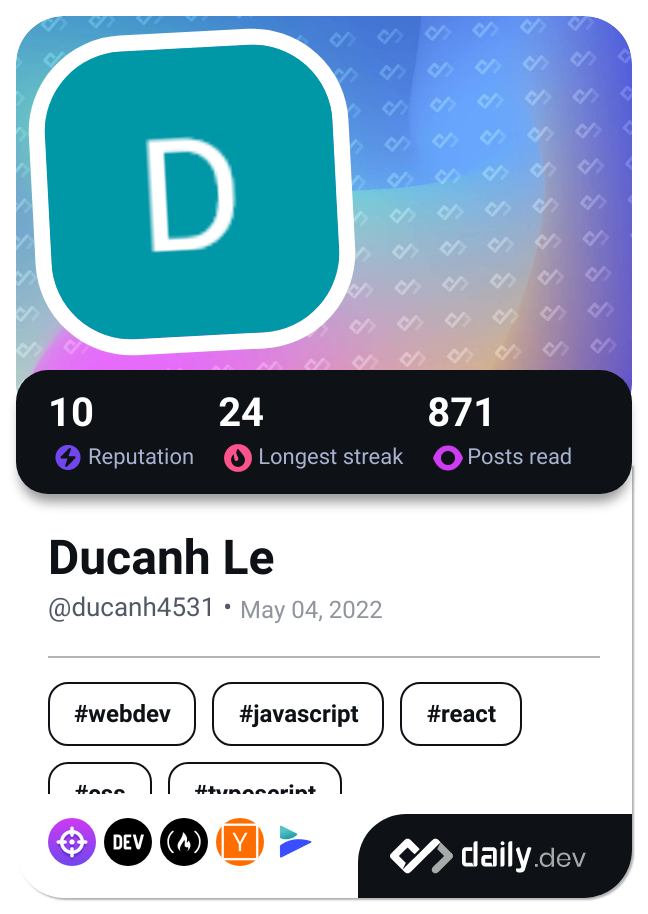 D
10 24 871
Reputation Longest streak Posts read
Ducanh Le
@ducanh4531 • May 04, 2022
#webdev #javascript #react
#css #typescript
DEV Y daily.dev